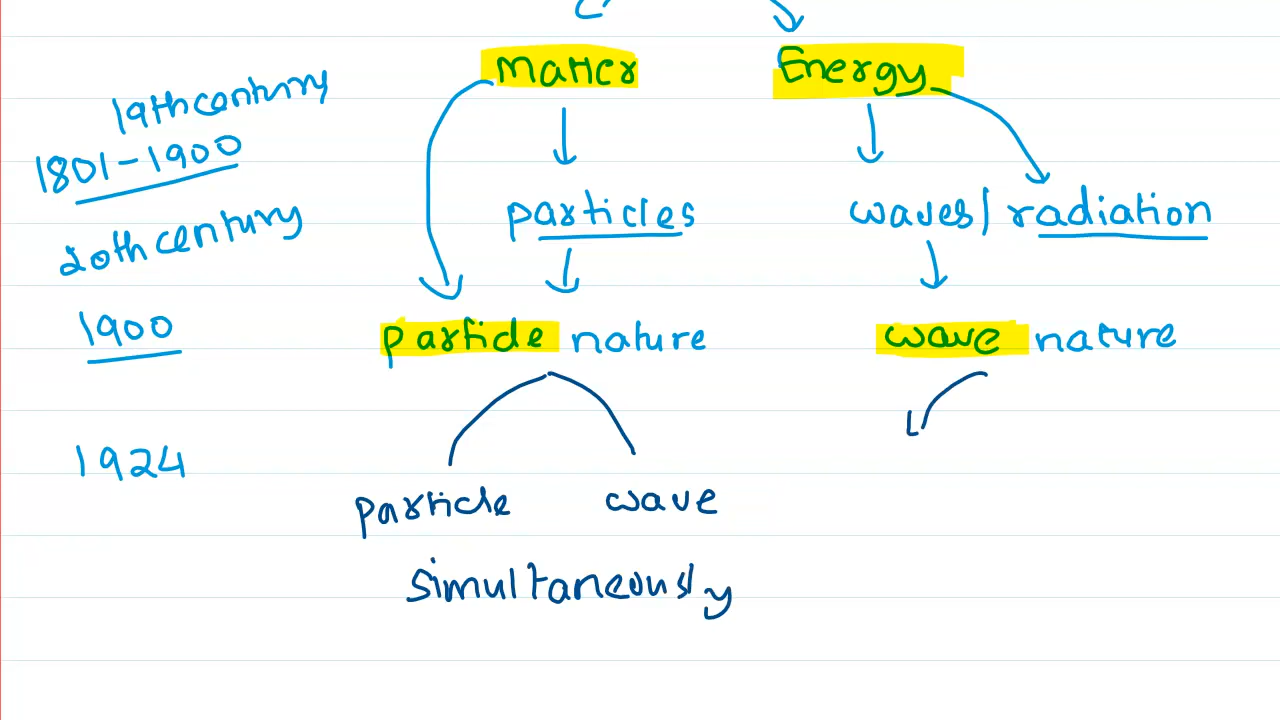 Matter Energy
19th century
1801-1900
particles waves/ radiation
20th century
1900
particle nature wave nature
1924
particle wave
simultaneously